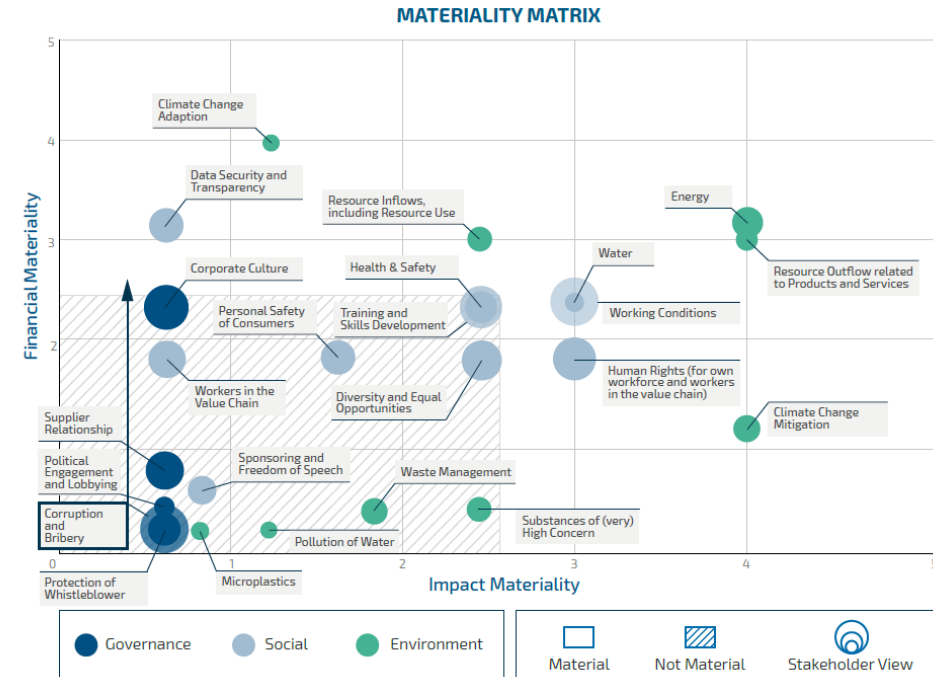 MATERIALITY MATRIX
5
Climate Change
Adaption
4
Data Security and
Transparency
Resource Inflows,
including Resource Use
Energy
3
Corporate Culture
Health & Safety
Water
Resource Outflow related
to Products and Services
Financial Materiality
Personal Safety
of Consumers
Training and
Skills Development
Working Conditions
2
Workers in the
Value Chain
Diversity and Equal
Opportunities
Human Rights (for own
workforce and workers
in the value chain)
Supplier
Relationship
Climate Change
Mitigation
Political
Engagement
and Lobbying
Sponsoring and
Freedom of Speech
Waste Management
Corruption
and
Bribery
Substances of (very)
High Concern
Pollution of Water
0
1
2
3
4
5
Protection of
Whistleblower
Microplastics
Impact Materiality
Governance
Social
Environment
Material
Not Material
Stakeholder View